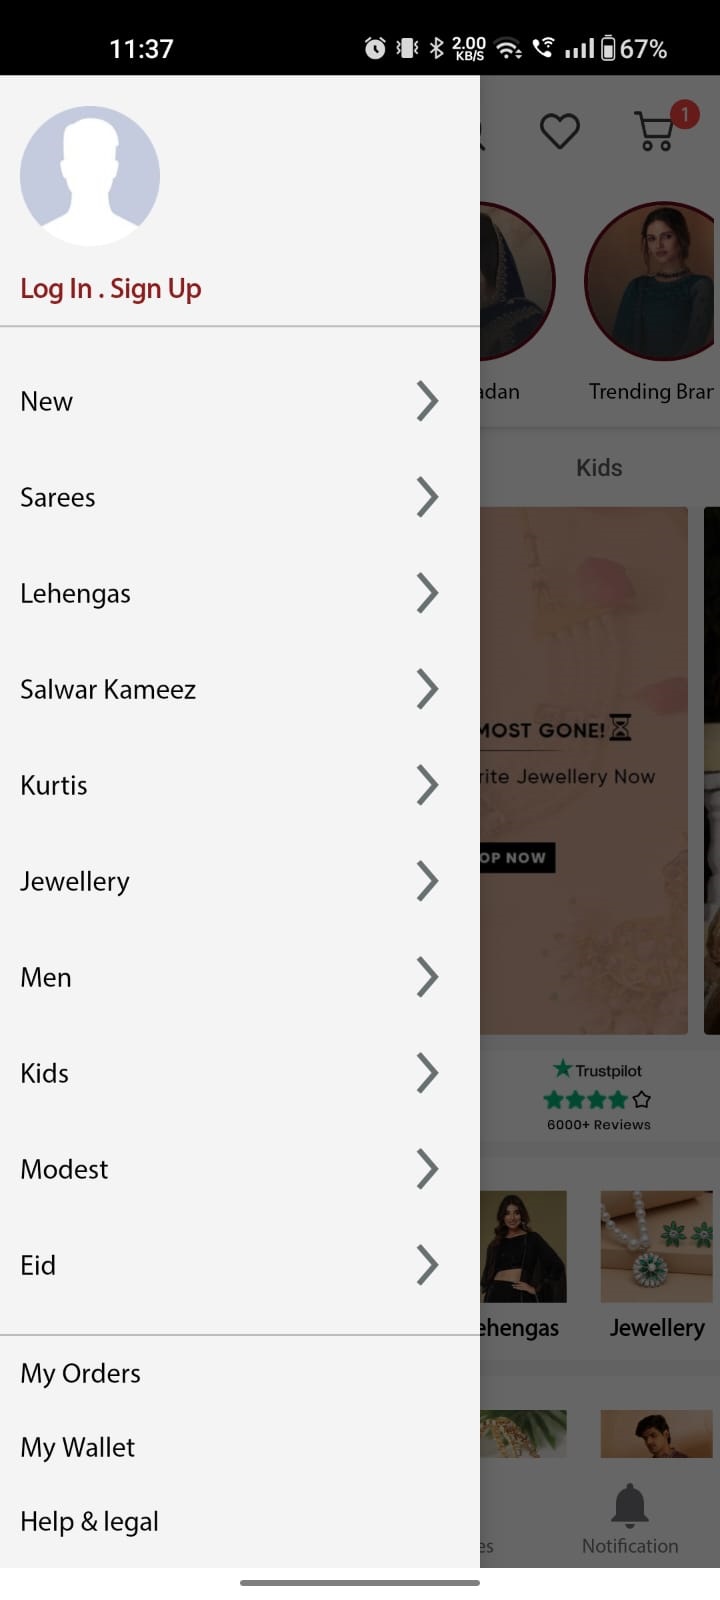 11:37
2.00
KB/S
67%
1
Log In . Sign Up
adan
Trending Brar
New
Kids
Sarees
Lehengas
Salwar Kameez
MOST GONE!
rite Jewellery Now
Kurtis
OP NOW
Jewellery
Men
Kids
Trustpilot
6000+ Reviews
Modest
Eid
ehengas
Jewellery
My Orders
My Wallet
Help & legal
es
Notification